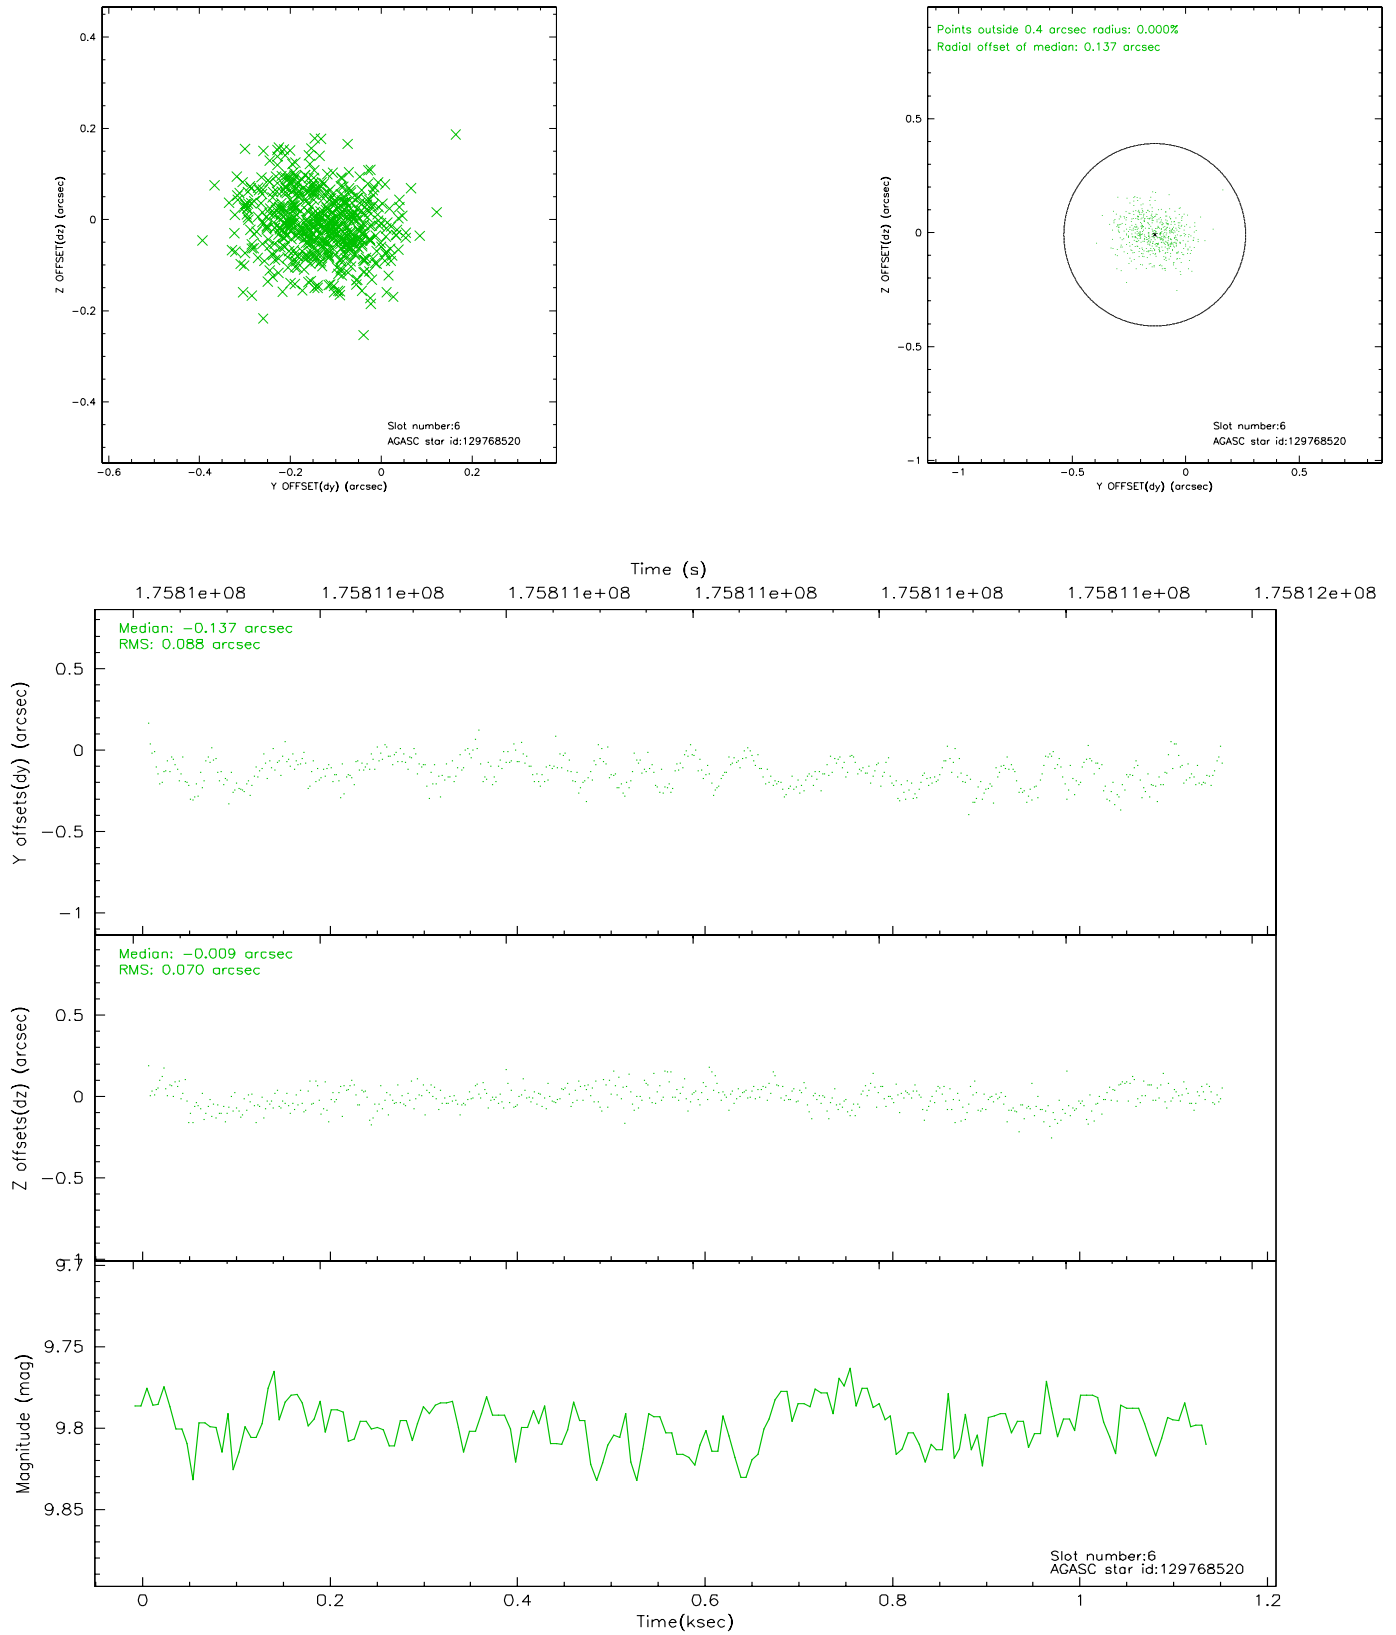 0.4
0.2
0
−0.2
−0.4
Z OFFSET(dz) (arcsec)
Slot number:6
AGASC star id:129768520
−0.6 −0.4 −0.2 0 0.2
Y OFFSET(dy) (arcsec)
Points outside 0.4 arcsec radius: 0.000%
Radial offset of median: 0.137 arcsec
0.5
0
−0.5
−1
Z OFFSET(dz) (arcsec)
Slot number:6
AGASC star id:129768520
−1 −0.5 0 0.5
Y OFFSET(dy) (arcsec)
Time (s)
1.7581e+08 1.75811e+08 1.75811e+08 1.75811e+08 1.75811e+08 1.75811e+08 1.75812e+08
Median: −0.137 arcsec
RMS: 0.088 arcsec
0.5
0
−0.5
−1
Y offsets(dy) (arcsec)
Median: −0.009 arcsec
RMS: 0.070 arcsec
0.5
0
−0.5
−1
Z offsets(dz) (arcsec)
9.7
9.75
9.8
9.85
Magnitude (mag)
Slot number:6
AGASC star id:129768520
0 0.2 0.4 0.6 0.8 1 1.2
Time(ksec)